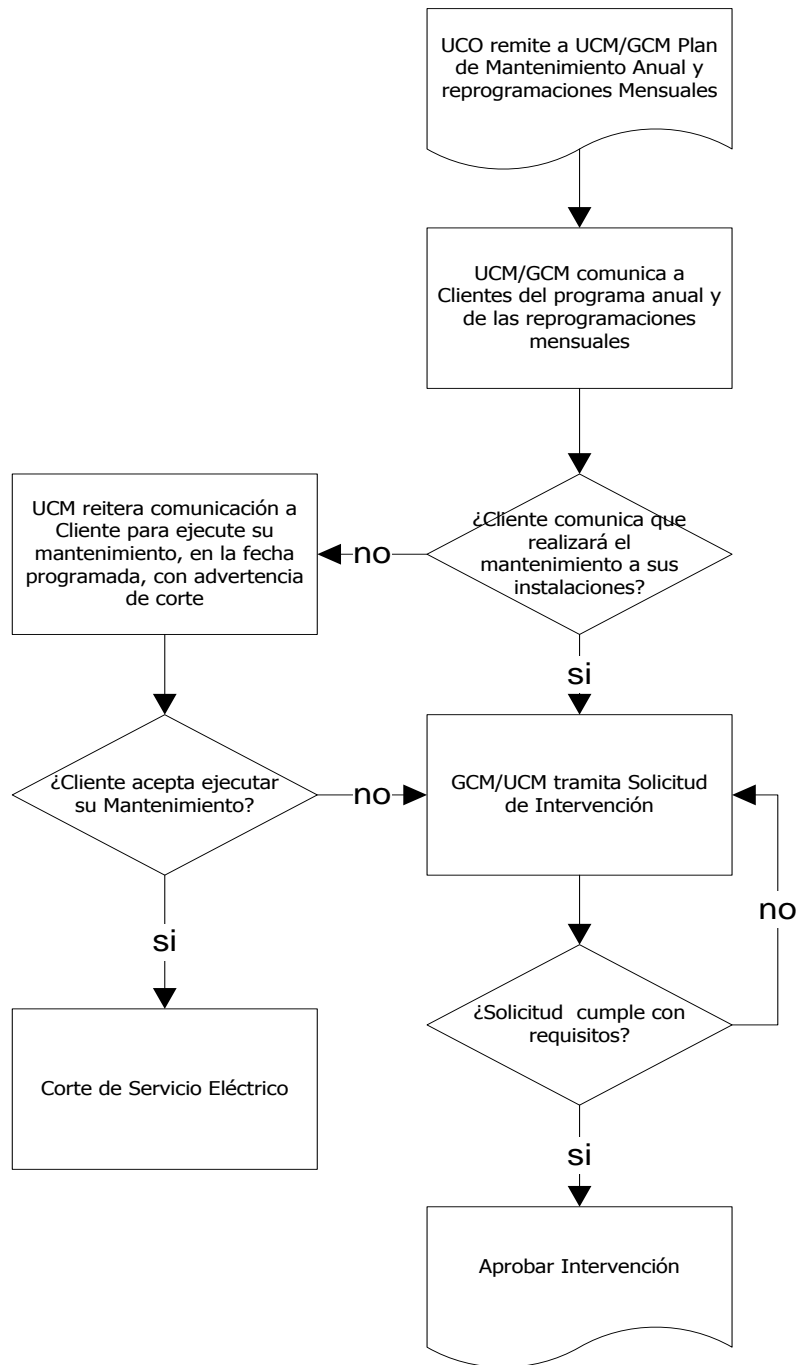 UCO remite a UCM/GCM Plan
de Mantenimiento Anual y
reprogramaciones Mensuales
UCM/GCM comunica a
Clientes del programa anual y
de las reprogramaciones
mensuales
¿Cliente comunica que
realizará el
mantenimiento a sus
instalaciones?
no
UCM reitera comunicación a
Cliente para ejecute su
mantenimiento, en la fecha
programada, con advertencia
de corte
si
¿Cliente acepta ejecutar
su Mantenimiento?
no
GCM/UCM tramita Solicitud
de Intervención
no
si
¿Solicitud cumple con
requisitos?
Corte de Servicio Eléctrico
si
Aprobar Intervención